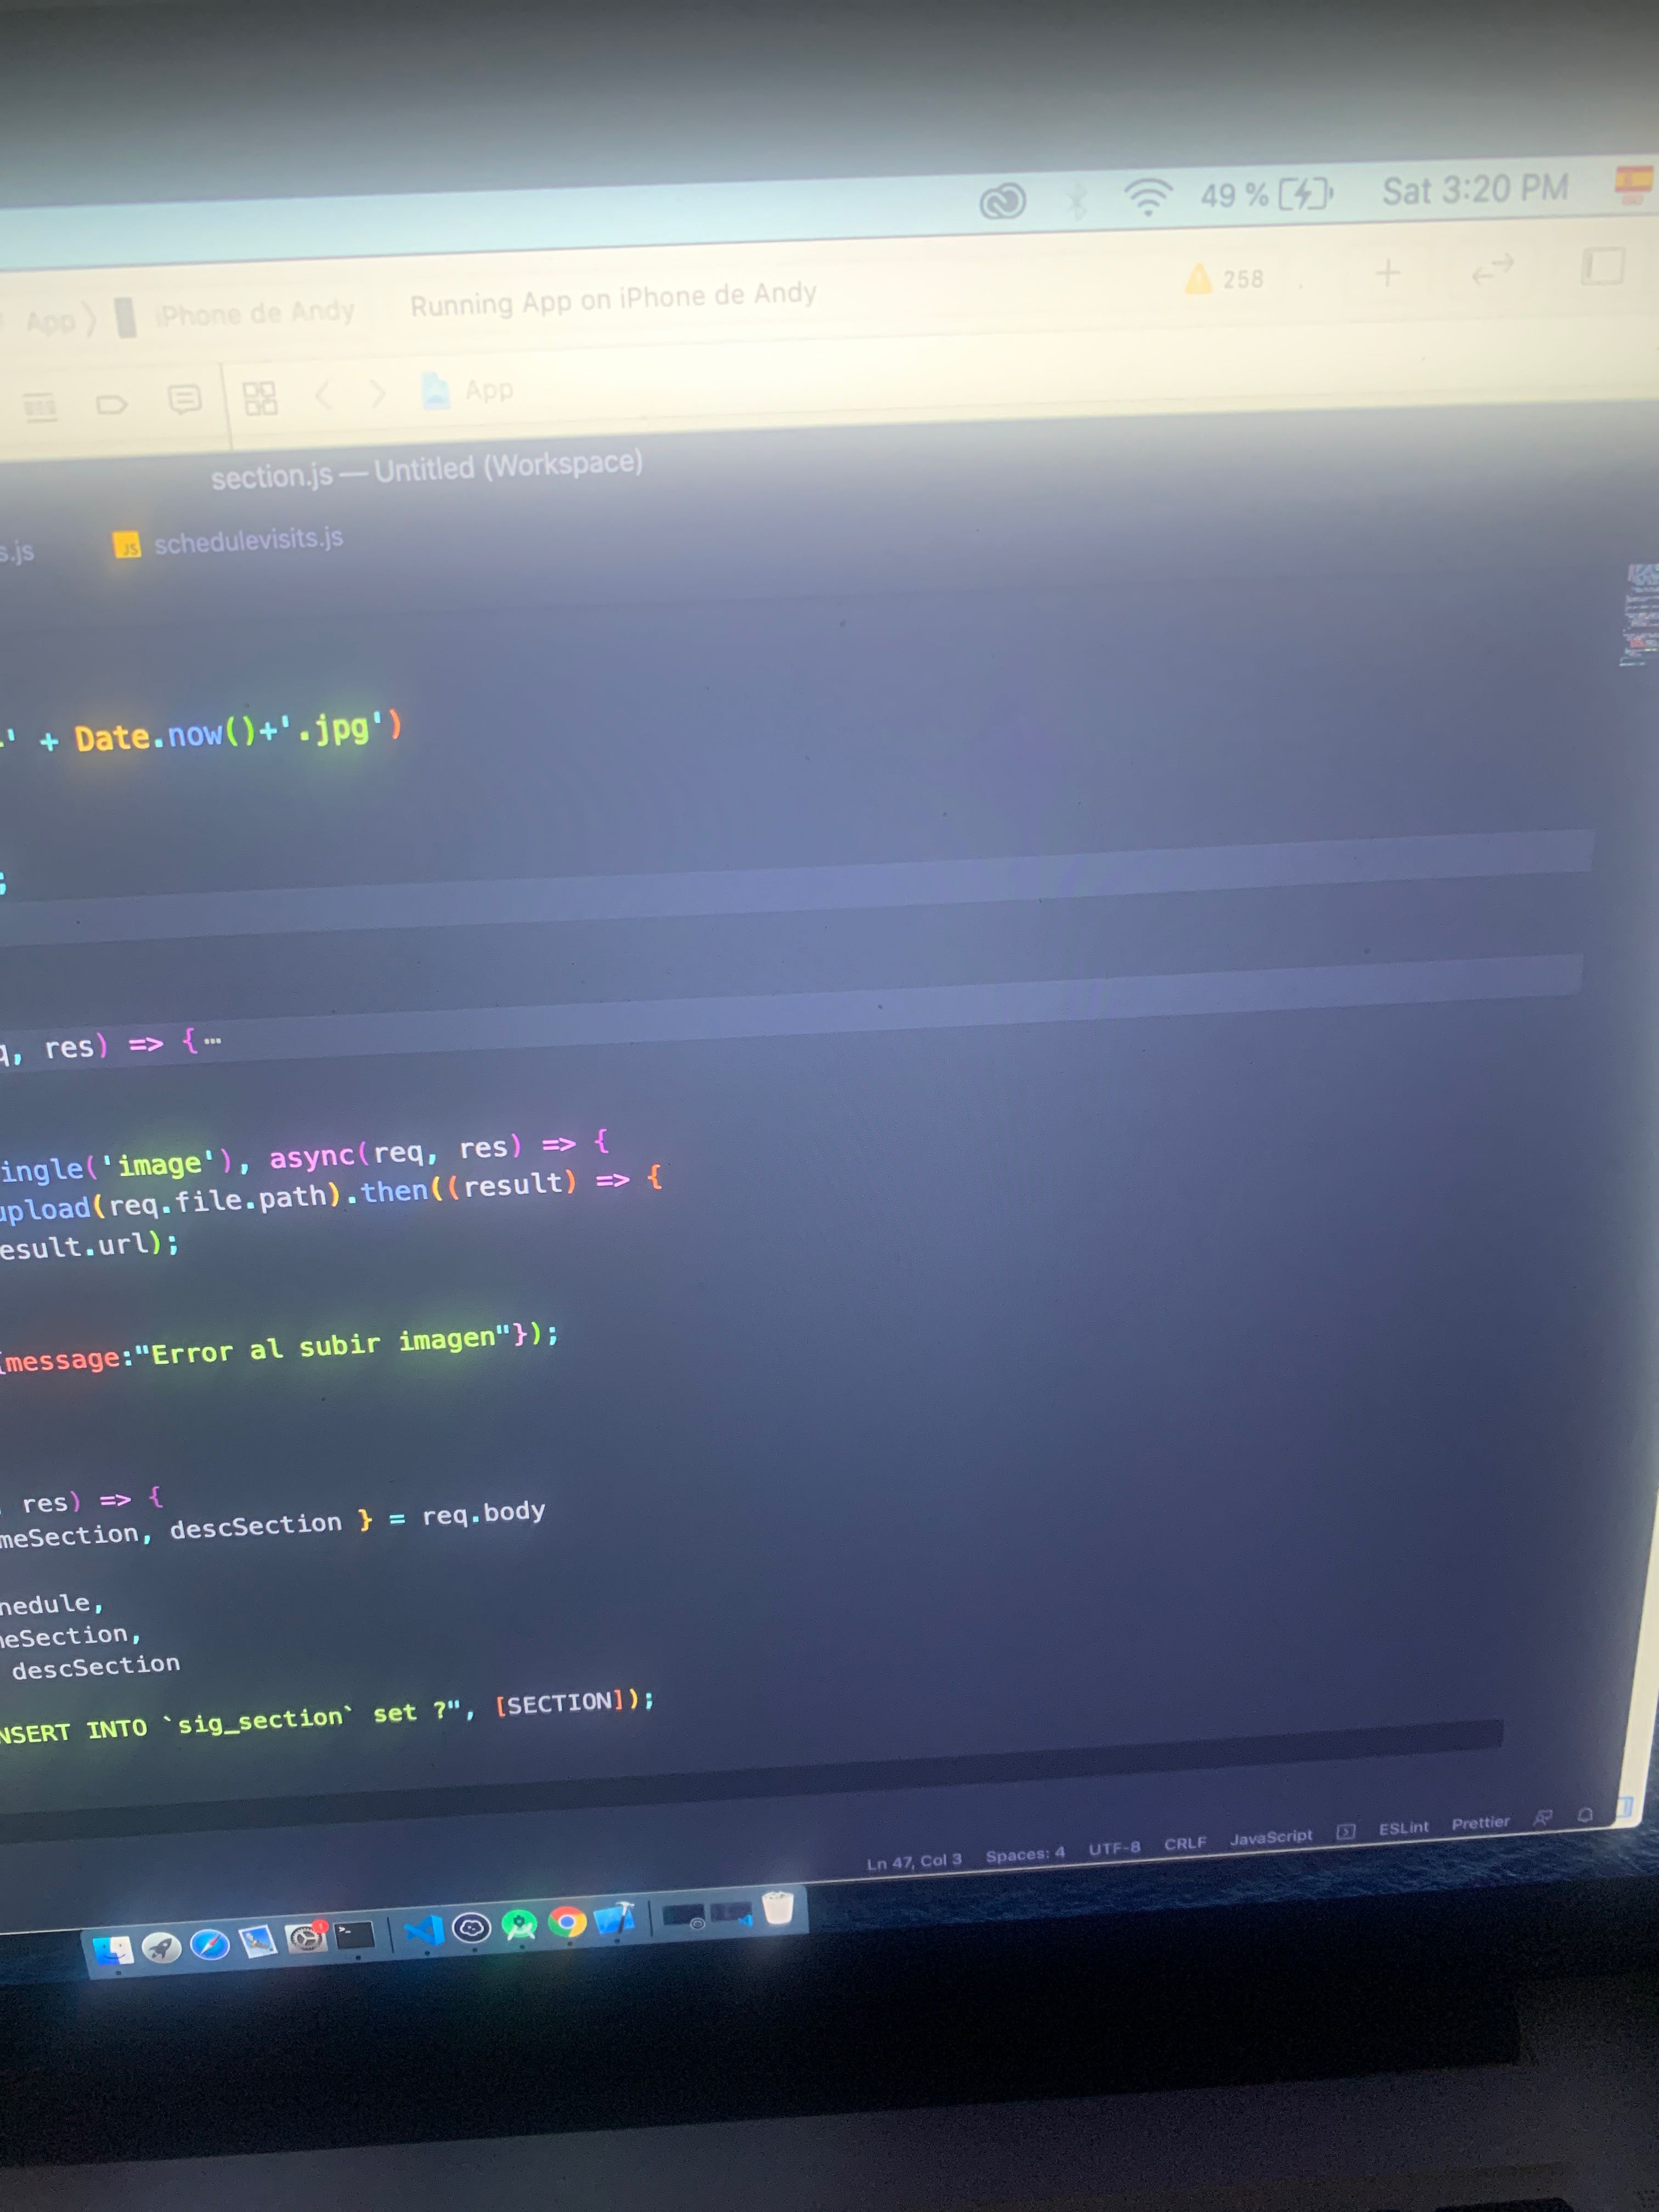 49 % Sat 3:20 PM
App iPhone de Andy Running App on iPhone de Andy 258
App
section.js — Untitled (Workspace)
s.js JS schedulevisits.js
' + Date.now()+'.jpg')
;
, res) => {…
ingle('image'), async(req, res) => {
upload(req.file.path).then((result) => {
esult.url);
message:"Error al subir imagen"});
res) => {
meSection, descSection } = req.body
hedule,
eSection,
descSection
NSERT INTO `sig_section` set ?", [SECTION]);
Ln 47, Col 3 Spaces: 4 UTF-8 CRLF JavaScript ESLint Prettier